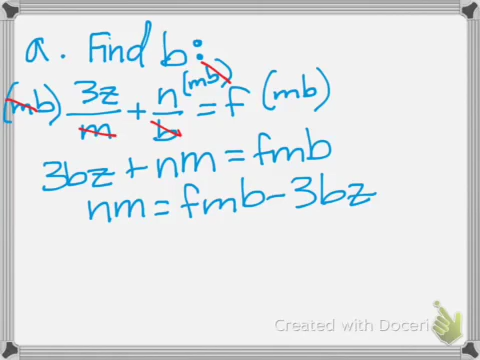 a. Find b:
(mb) 3z/m + n/b (mb) = f (mb)
3bz + nm = fmb
nm = fmb - 3bz
Created with Doceri